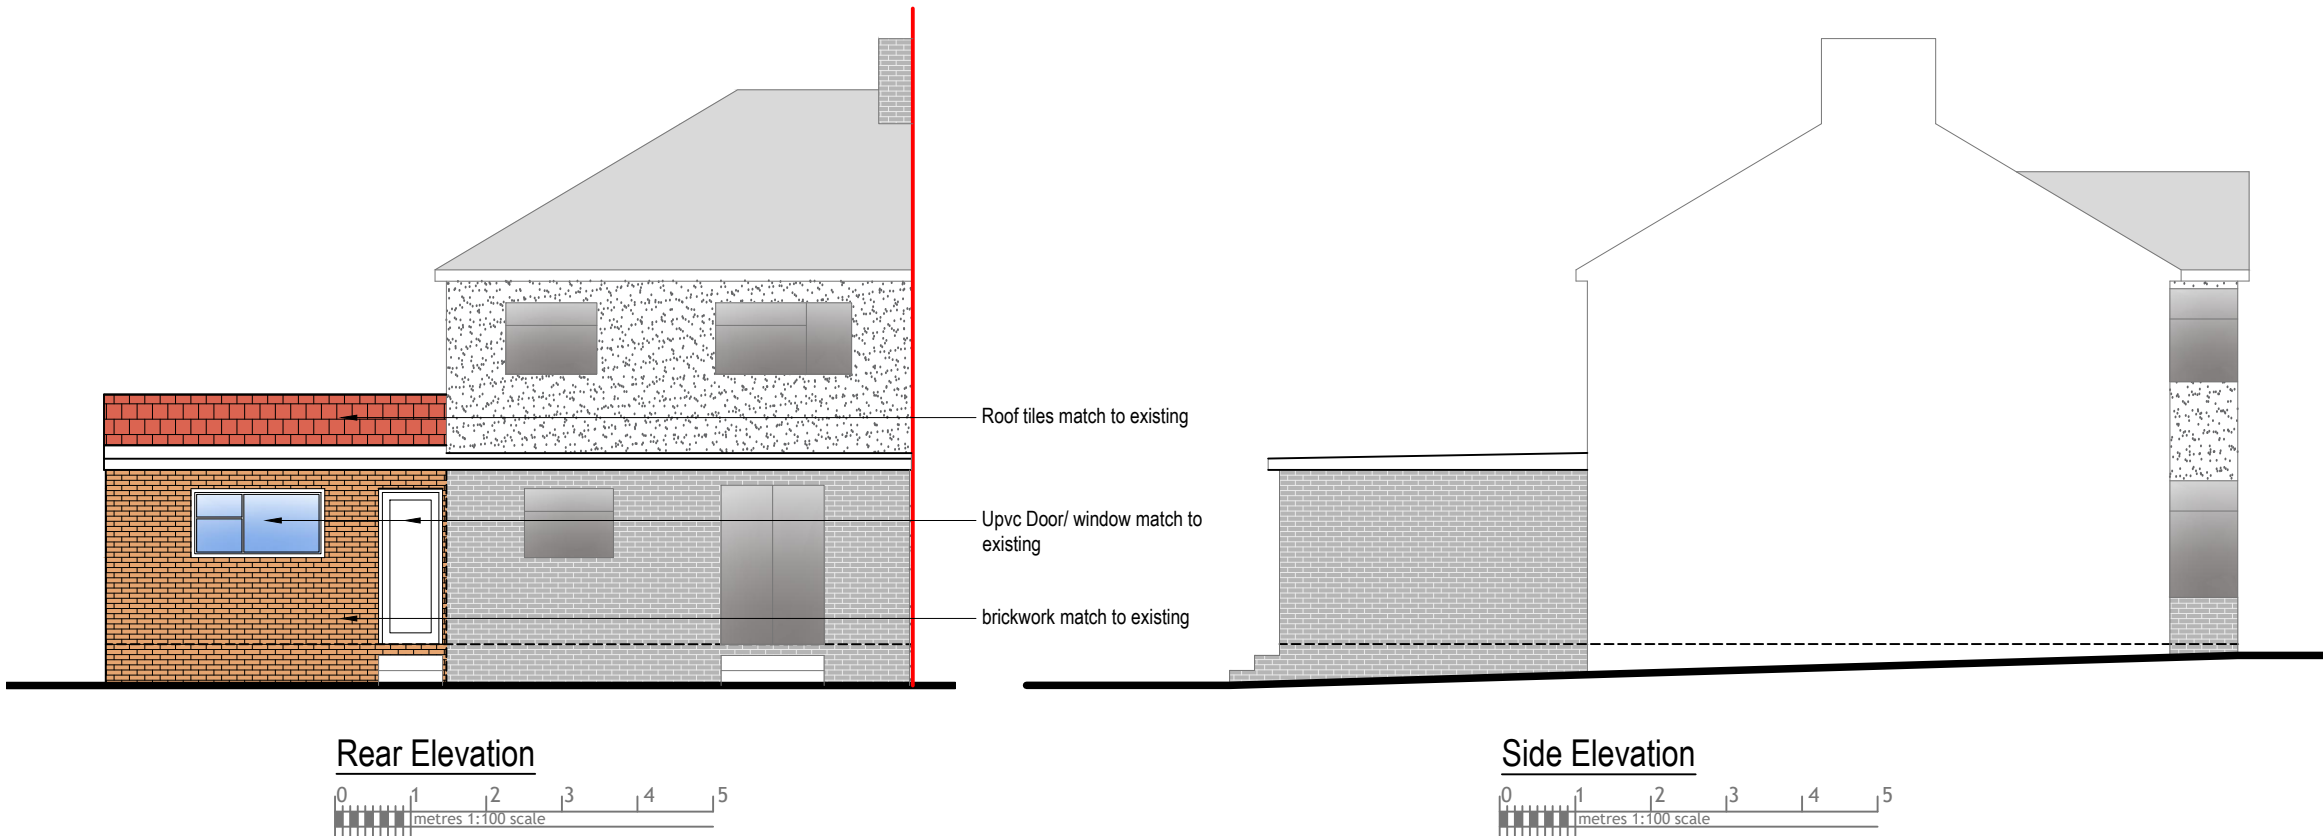 Roof tiles match to existing
Upvc Door/ window match to
existing
brickwork match to existing
Rear Elevation
0 1 2 3 4 5
metres 1:100 scale
Side Elevation
0 1 2 3 4 5
metres 1:100 scale